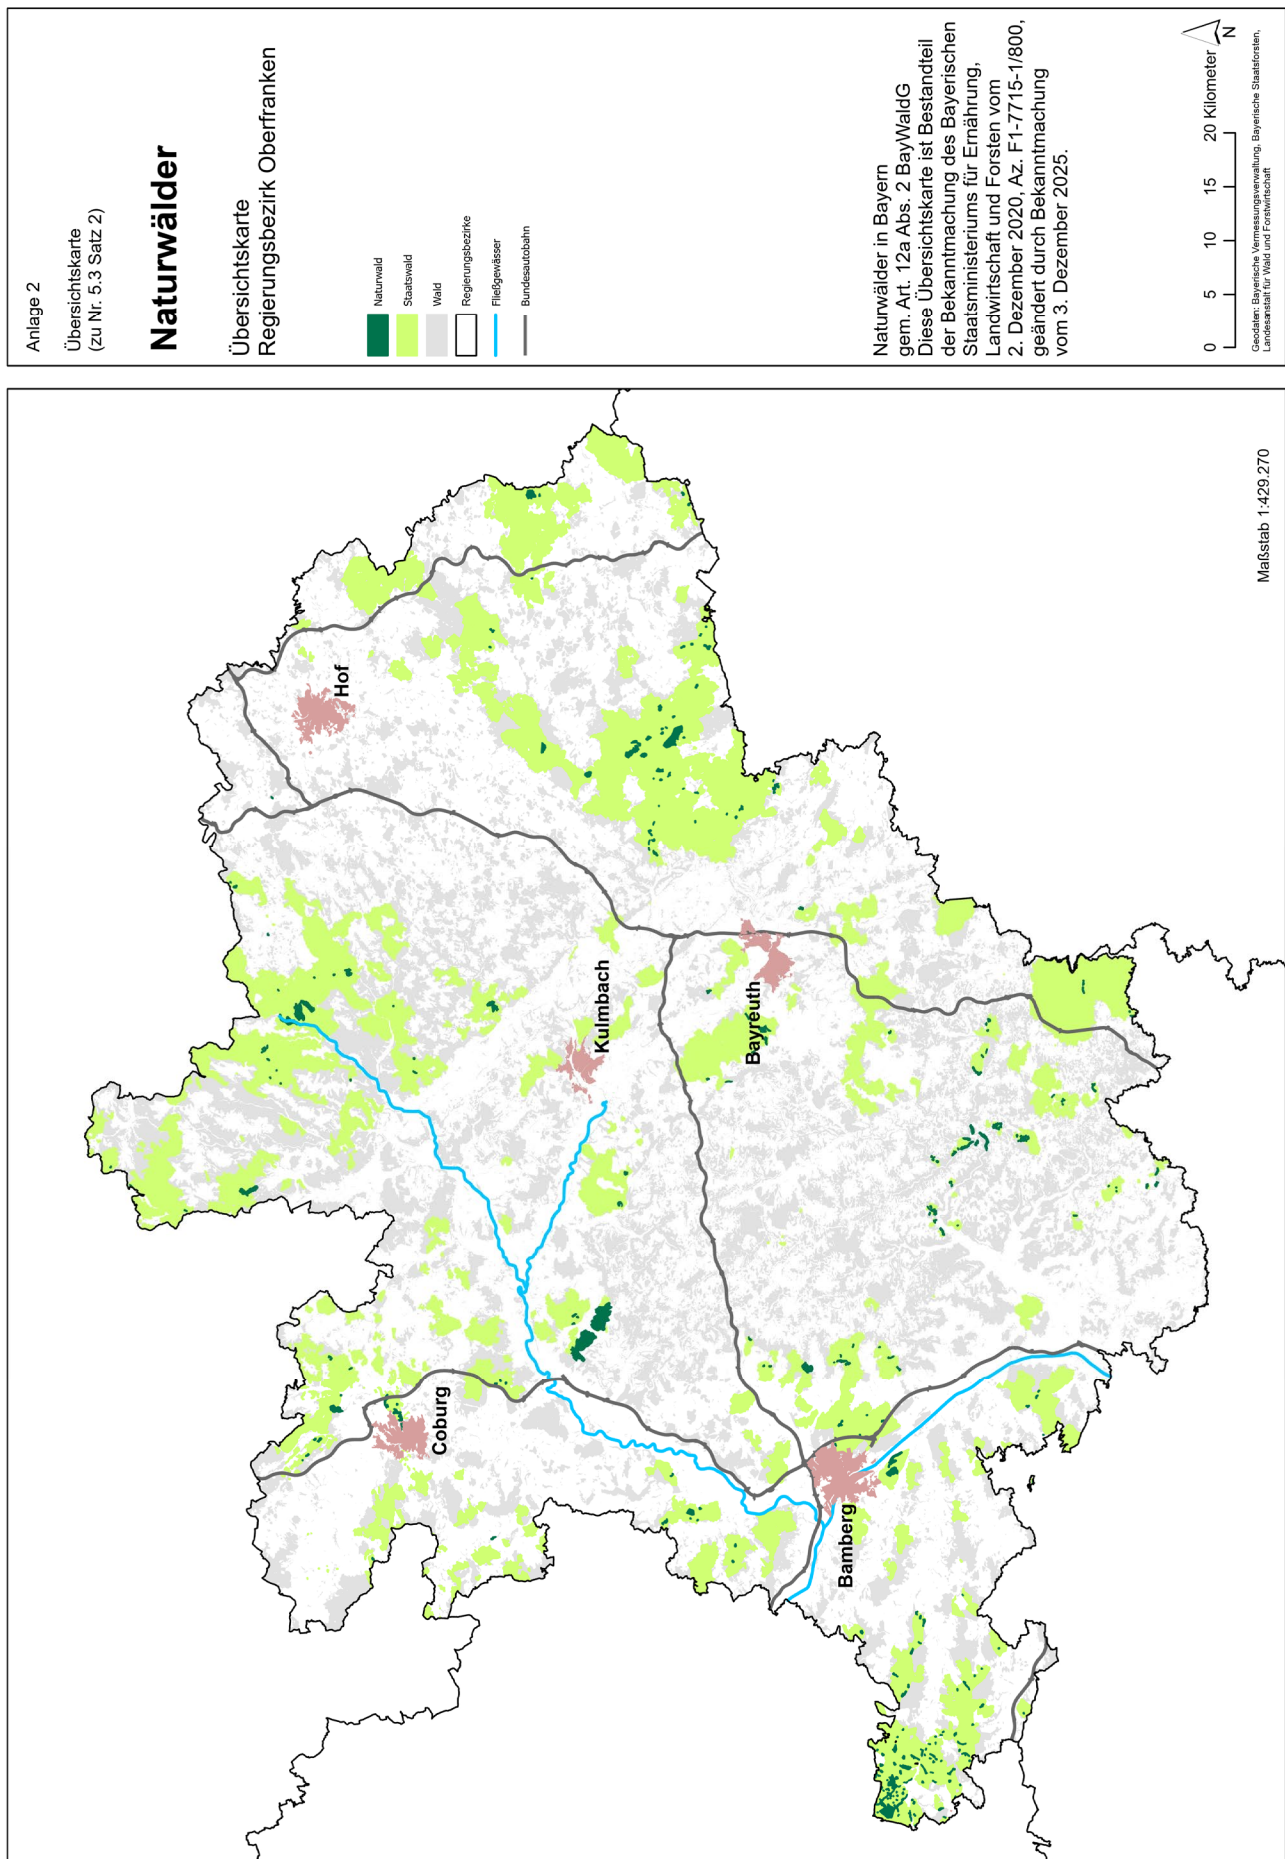 Anlage 2
Übersichtskarte
(zu Nr. 5.3 Satz 2)
Naturwälder
Übersichtskarte
Regierungsbezirk Oberfranken
Naturwald
Staatswald
Wald
Regierungsbezirke
Fließgewässer
Bundesautobahn
Naturwälder in Bayern
gem. Art. 12a Abs. 2 BayWaldG
Diese Übersichtskarte ist Bestandteil
der Bekanntmachung des Bayerischen
Staatsministeriums für Ernährung,
Landwirtschaft und Forsten vom
2. Dezember 2020, Az. F1-7715-1/800,
geändert durch Bekanntmachung
vom 3. Dezember 2025.
0 5 10 15 20 Kilometer
N
Geodaten: Bayerische Vermessungsverwaltung, Bayerische Staatsforsten,
Landesanstalt für Wald und Forstwirtschaft
Hof
Coburg
Kulmbach
Bayreuth
Bamberg
Maßstab 1:429.270